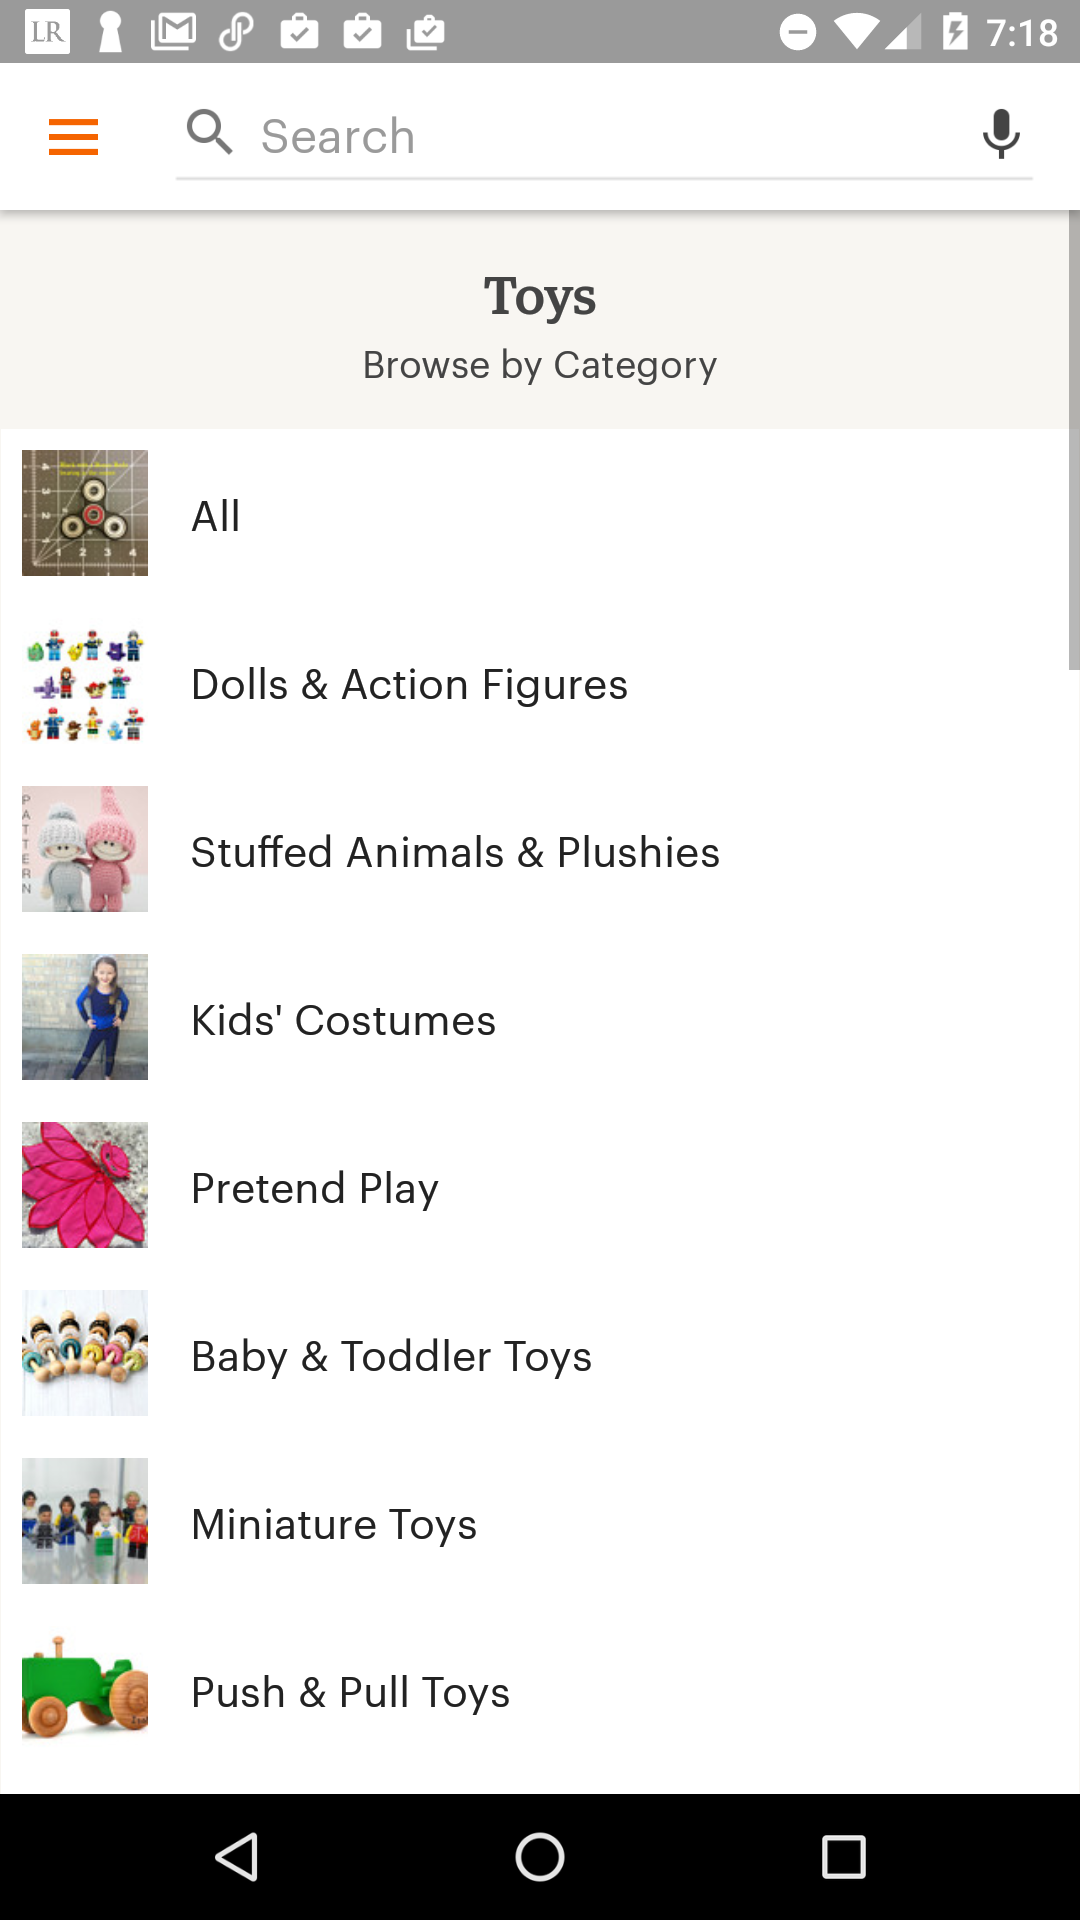 LR 7:18
Search
Toys
Browse by Category
All
Dolls & Action Figures
Stuffed Animals & Plushies
PATTERN
Kids' Costumes
Pretend Play
Baby & Toddler Toys
Miniature Toys
Push & Pull Toys